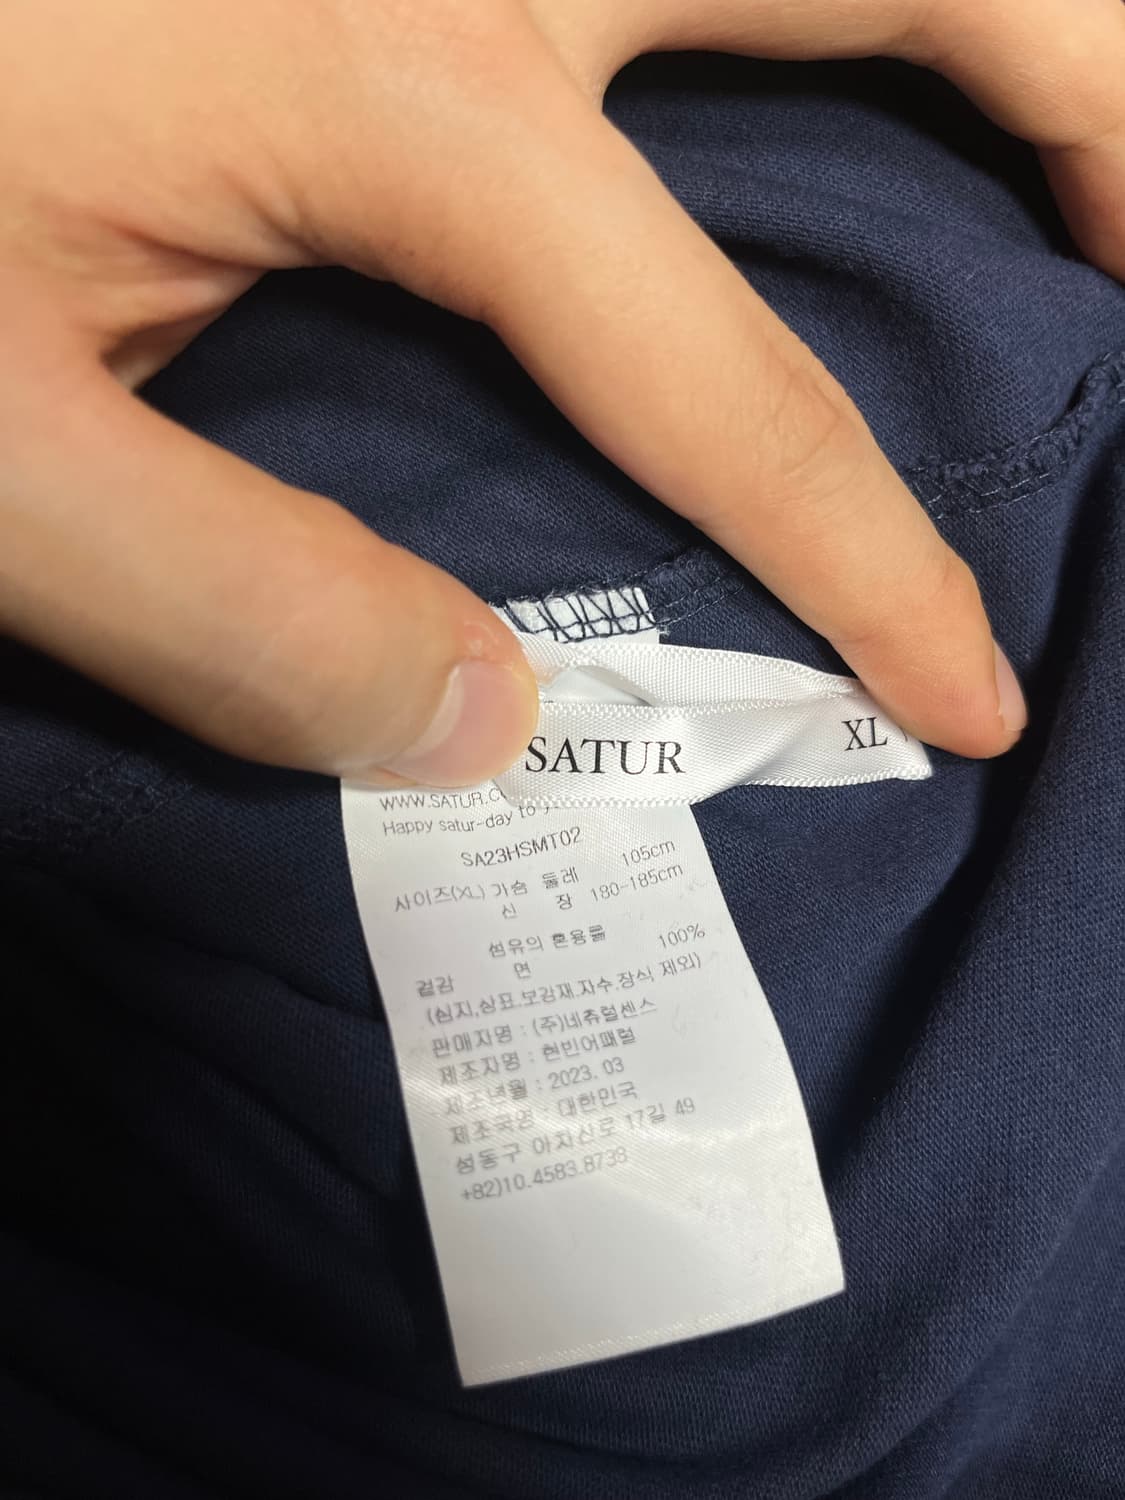 SATUR XL
WWW.SATUR.C
Happy satur-day to
SA23HSMT02
사이즈(XL) 가슴 둘레 105cm
신 장 180-185cm
섬유의 혼용률
겉감 면 100%
(심지,상표.보강재.자수.장식 제외)
판매자명 : (주)네츄럴센스
제조자명 : 현빈어패럴
제조년월 : 2023. 03
제조국명 : 대한민국
성동구 아차산로 17길 49
+82)10.4583.8738